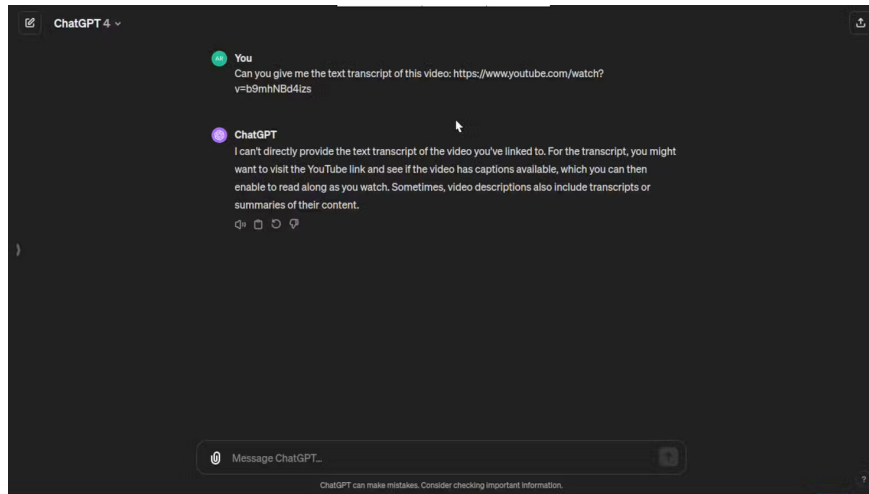 ChatGPT 4
AR
You
Can you give me the text transcript of this video: https://www.youtube.com/watch?
v=b9mhNBd4izs
ChatGPT
I can't directly provide the text transcript of the video you've linked to. For the transcript, you might
want to visit the YouTube link and see if the video has captions available, which you can then
enable to read along as you watch. Sometimes, video descriptions also include transcripts or
summaries of their content.
Message ChatGPT...
ChatGPT can make mistakes. Consider checking important information.
?